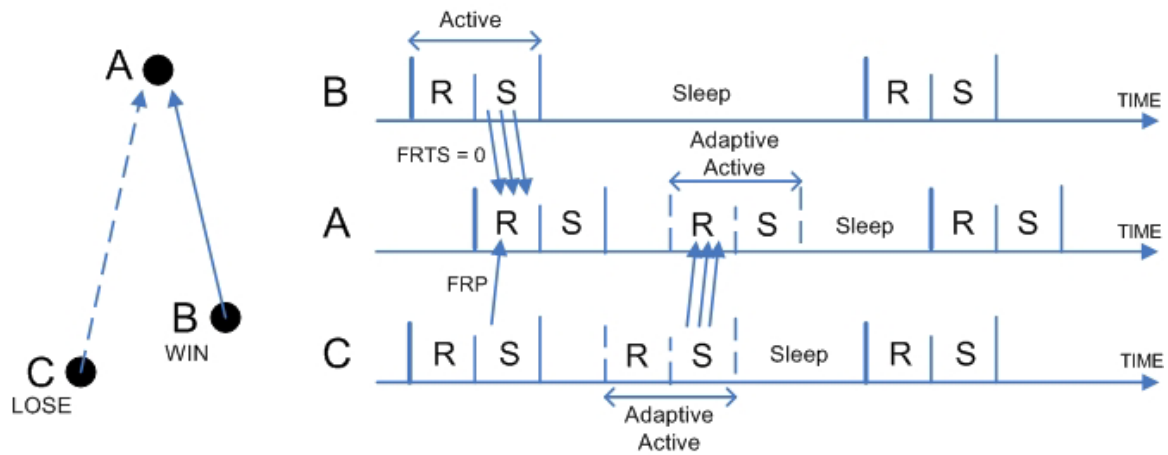 A
B
WIN
C
LOSE
Active
B
R
S
Sleep
R
S
TIME
FRTS = 0
Adaptive
Active
A
R
S
R
S
Sleep
R
S
TIME
FRP
C
R
S
R
S
Sleep
R
S
TIME
Adaptive
Active